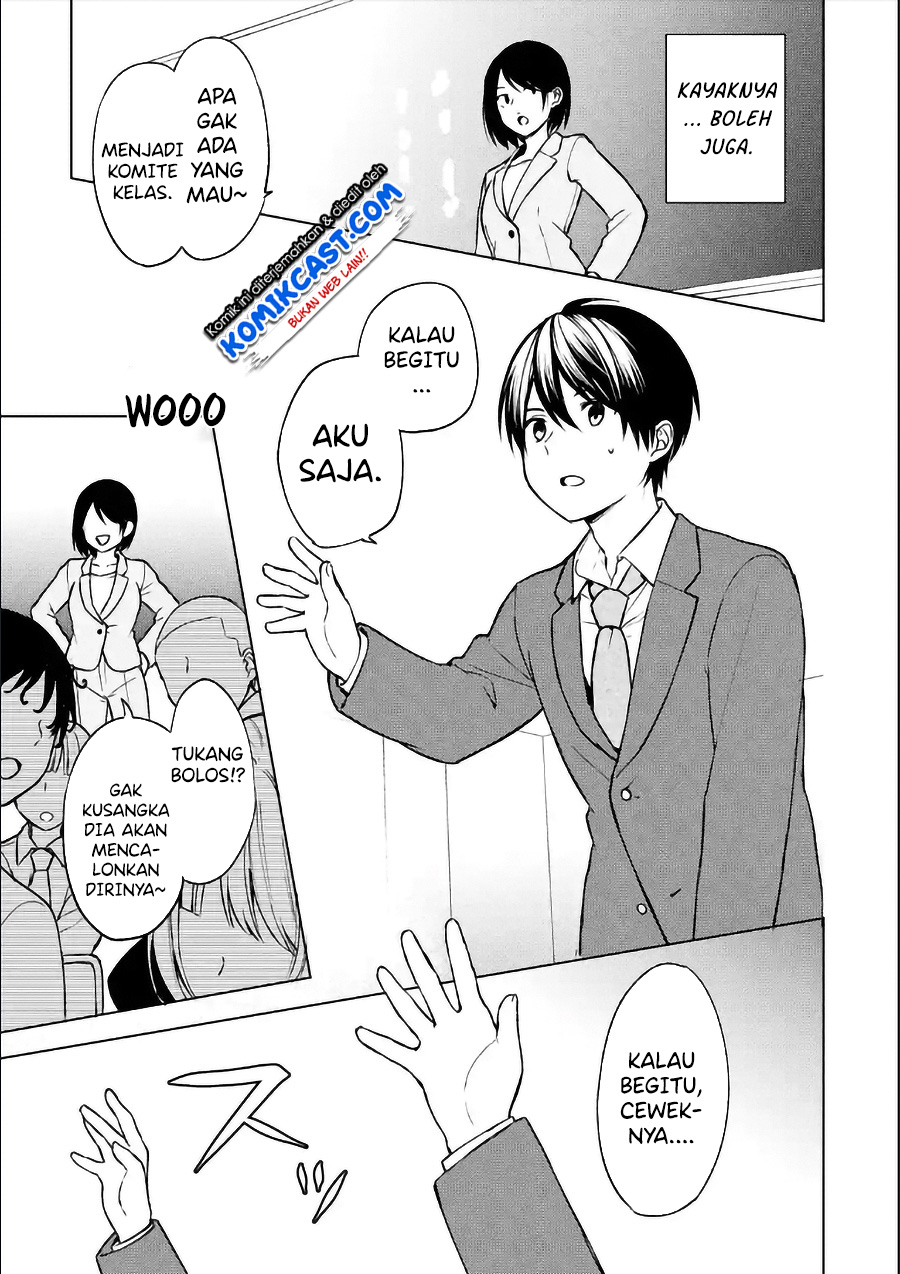 KAYAKNYA
... BOLEH
JUGA.
APA
GAK
ADA
YANG
MAU~
MENJADI
KOMITE
KELAS.
Komik ini diterjemahkan & diedit oleh
KOMIKCAST.COM
BUKAN WEB LAIN!!
KALAU
BEGITU
...
AKU
SAJA.
WOOO
TUKANG
BOLOS!?
GAK
KUSANGKA
DIA AKAN
MENCA-
LONKAN
DIRINYA~
KALAU
BEGITU,
CEWEK-
NYA....
スッ